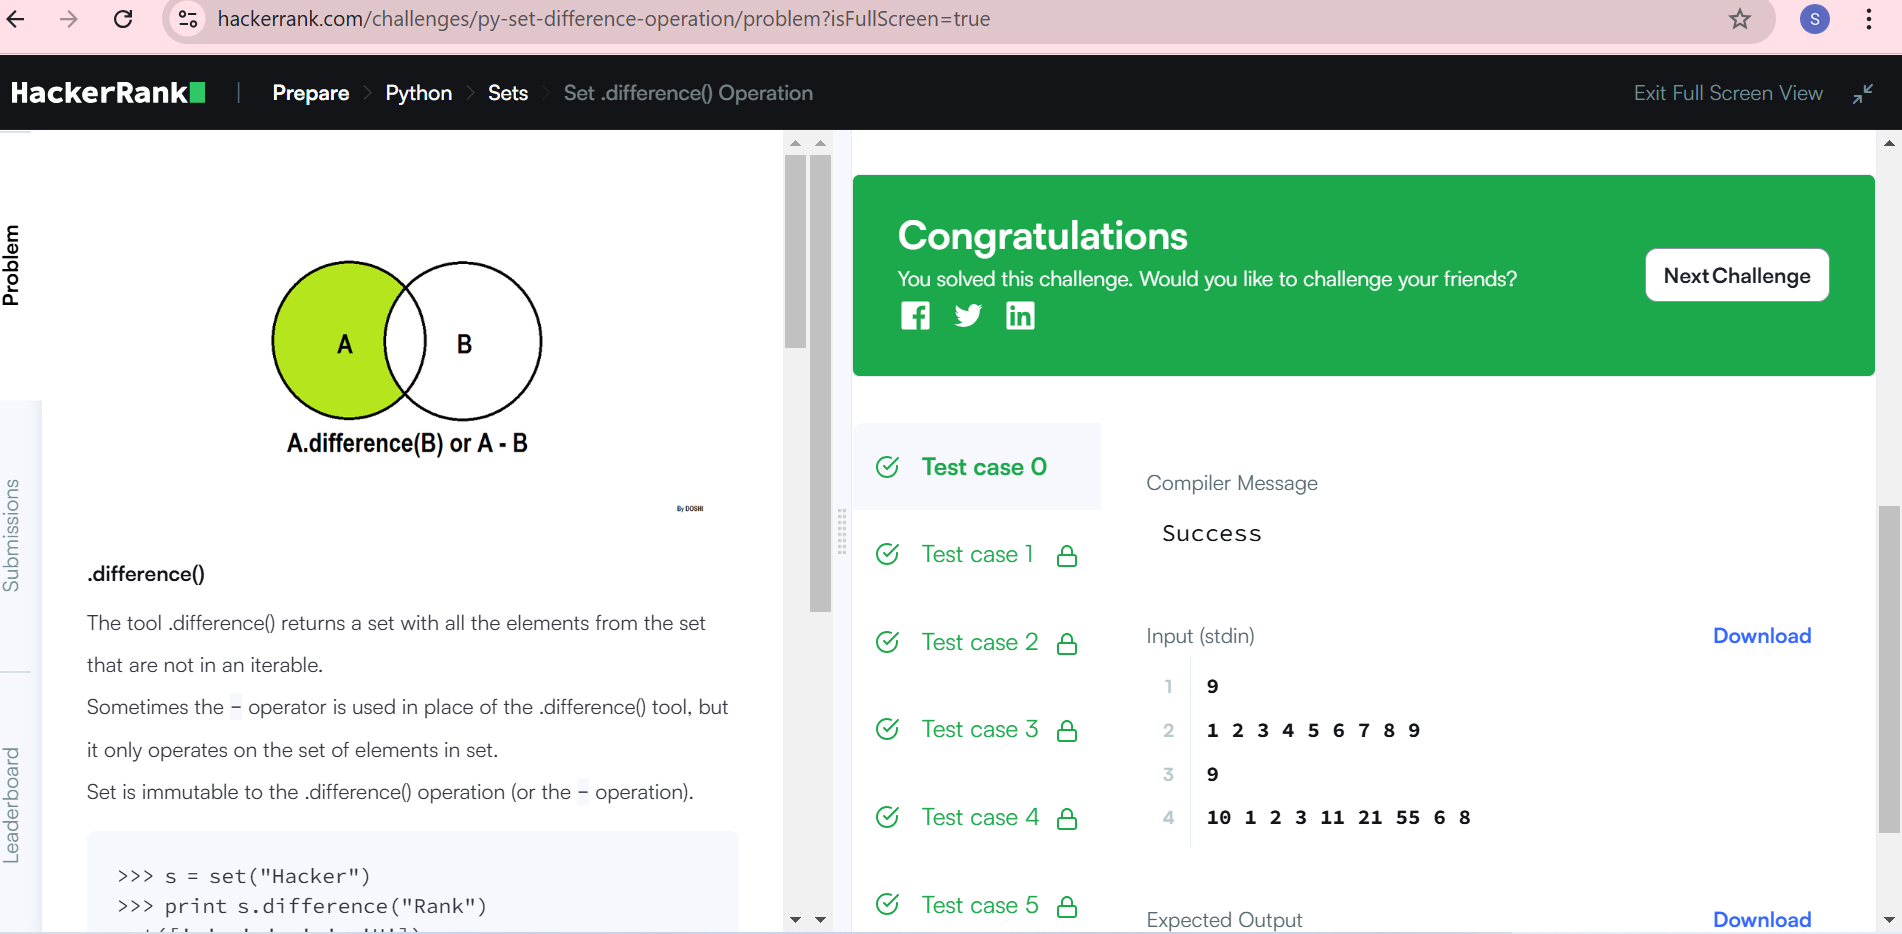 hackerrank.com/challenges/py-set-difference-operation/problem?isFullScreen=true
S
HackerRank
Prepare
Python
Sets
Set .difference() Operation
Exit Full Screen View
Problem
Submissions
Leaderboard
A
B
A.difference(B) or A - B
By DOSHI
.difference()
The tool .difference() returns a set with all the elements from the set
that are not in an iterable.
Sometimes the - operator is used in place of the .difference() tool, but
it only operates on the set of elements in set.
Set is immutable to the .difference() operation (or the - operation).
>>> s = set("Hacker")
>>> print s.difference("Rank")
Congratulations
You solved this challenge. Would you like to challenge your friends?
Next Challenge
Test case 0
Test case 1
Test case 2
Test case 3
Test case 4
Test case 5
Compiler Message
Success
Input (stdin)
Download
1 9
2 1 2 3 4 5 6 7 8 9
3 9
4 10 1 2 3 11 21 55 6 8
Expected Output
Download